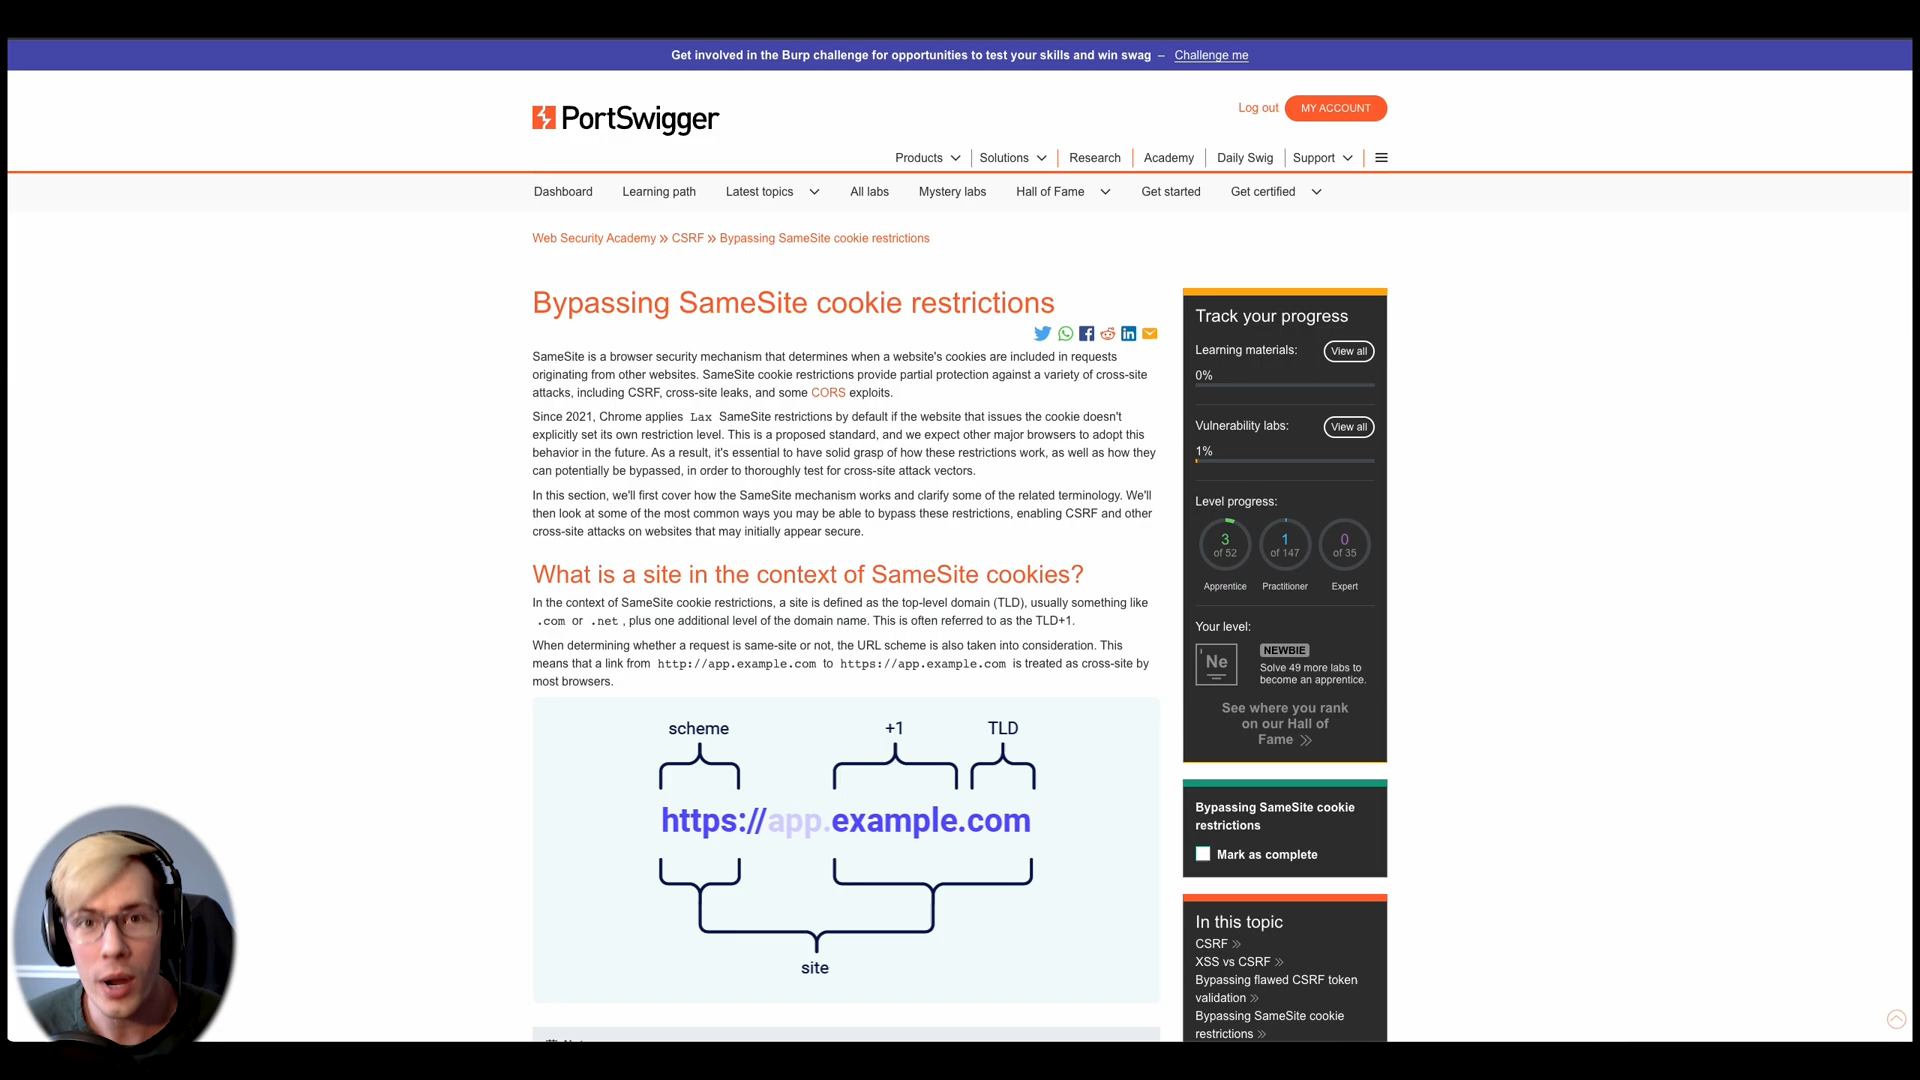 Get involved in the Burp challenge for opportunities to test your skills and win swag – Challenge me
PortSwigger
Log out
MY ACCOUNT
Products
Solutions
Research
Academy
Daily Swig
Support
Dashboard
Learning path
Latest topics
All labs
Mystery labs
Hall of Fame
Get started
Get certified
Web Security Academy » CSRF » Bypassing SameSite cookie restrictions
Bypassing SameSite cookie restrictions
SameSite is a browser security mechanism that determines when a website's cookies are included in requests
originating from other websites. SameSite cookie restrictions provide partial protection against a variety of cross-site
attacks, including CSRF, cross-site leaks, and some CORS exploits.
Since 2021, Chrome applies Lax SameSite restrictions by default if the website that issues the cookie doesn't
explicitly set its own restriction level. This is a proposed standard, and we expect other major browsers to adopt this
behavior in the future. As a result, it's essential to have solid grasp of how these restrictions work, as well as how they
can potentially be bypassed, in order to thoroughly test for cross-site attack vectors.
In this section, we'll first cover how the SameSite mechanism works and clarify some of the related terminology. We'll
then look at some of the most common ways you may be able to bypass these restrictions, enabling CSRF and other
cross-site attacks on websites that may initially appear secure.
What is a site in the context of SameSite cookies?
In the context of SameSite cookie restrictions, a site is defined as the top-level domain (TLD), usually something like
.com or .net , plus one additional level of the domain name. This is often referred to as the TLD+1.
When determining whether a request is same-site or not, the URL scheme is also taken into consideration. This
means that a link from http://app.example.com to https://app.example.com is treated as cross-site by
most browsers.
scheme
+1
TLD
https://app.example.com
site
Track your progress
Learning materials:
View all
0%
Vulnerability labs:
View all
1%
Level progress:
3
of 52
1
of 147
0
of 35
Apprentice
Practitioner
Expert
Your level:
Ne
NEWBIE
Solve 49 more labs to
become an apprentice.
See where you rank
on our Hall of
Fame »
Bypassing SameSite cookie
restrictions
Mark as complete
In this topic
CSRF »
XSS vs CSRF »
Bypassing flawed CSRF token
validation »
Bypassing SameSite cookie
restrictions »